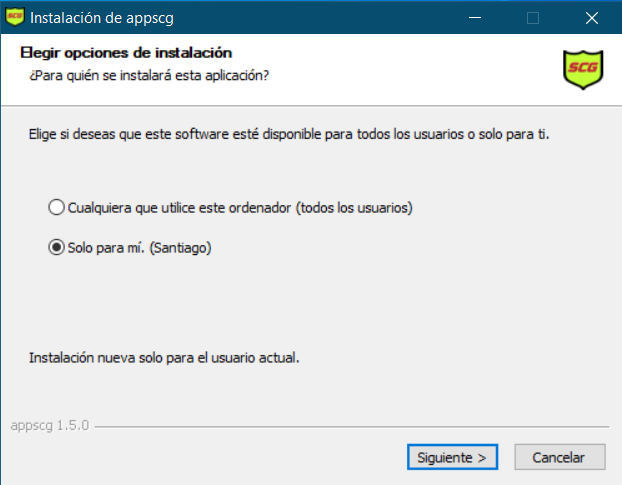 Instalación de appscg
Elegir opciones de instalación
¿Para quién se instalará esta aplicación?
SCG
Elige si deseas que este software esté disponible para todos los usuarios o solo para ti.
Cualquiera que utilice este ordenador (todos los usuarios)
Solo para mí. (Santiago)
Instalación nueva solo para el usuario actual.
appscg 1.5.0
Siguiente >
Cancelar